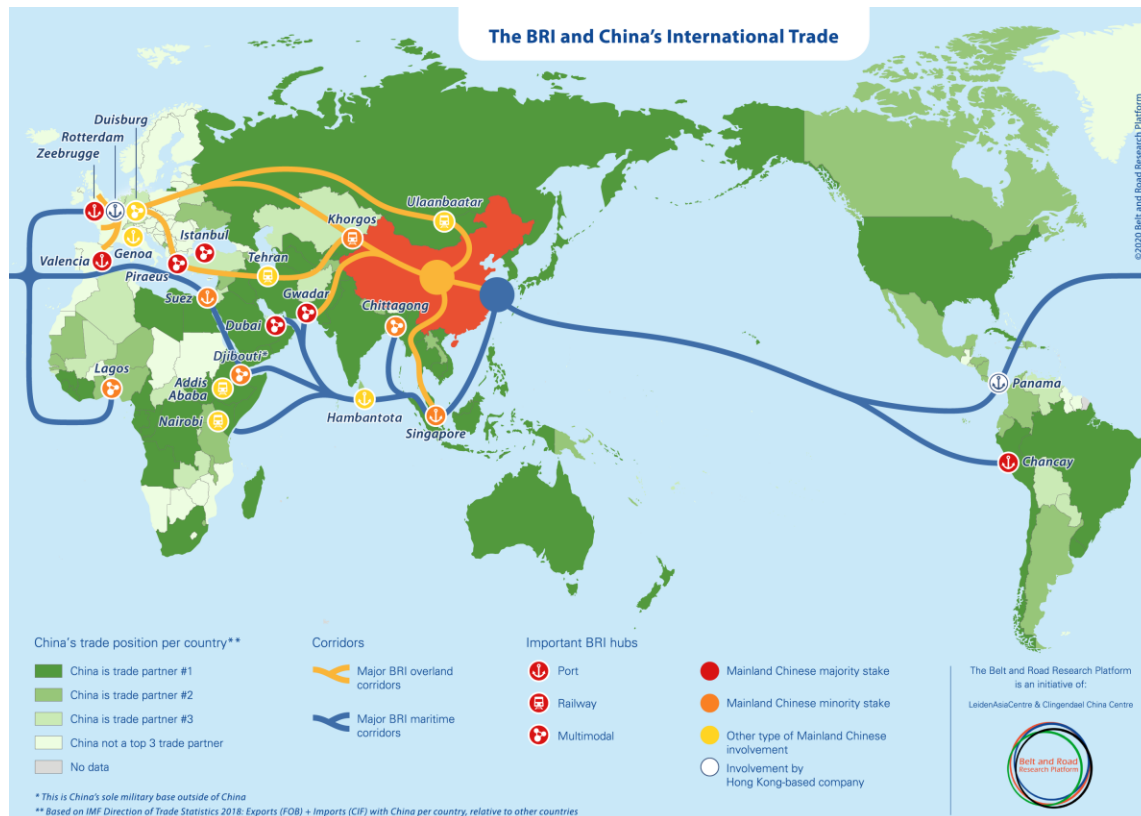 The BRI and China's International Trade
Duisburg
Rotterdam
Zeebrugge
Ulaanbaatar
Khorgos
Istanbul
Genoa
Tehran
Valencia
Piraeus
Gwadar
Suez
Chittagong
Dubai
Djibouti*
Lagos
Addis
Ababa
Nairobi
Hambantota
Singapore
Panama
Chancay
©2020 Belt and Road Research Platform
China's trade position per country**
China is trade partner #1
China is trade partner #2
China is trade partner #3
China not a top 3 trade partner
No data
Corridors
Major BRI overland
corridors
Major BRI maritime
corridors
Important BRI hubs
Port
Railway
Multimodal
Mainland Chinese majority stake
Mainland Chinese minority stake
Other type of Mainland Chinese
involvement
Involvement by
Hong Kong-based company
The Belt and Road Research Platform
is an initiative of:
LeidenAsiaCentre & Clingendael China Centre
Belt and Road
Research Platform
* This is China's sole military base outside of China
** Based on IMF Direction of Trade Statistics 2018: Exports (FOB) + Imports (CIF) with China per country, relative to other countries